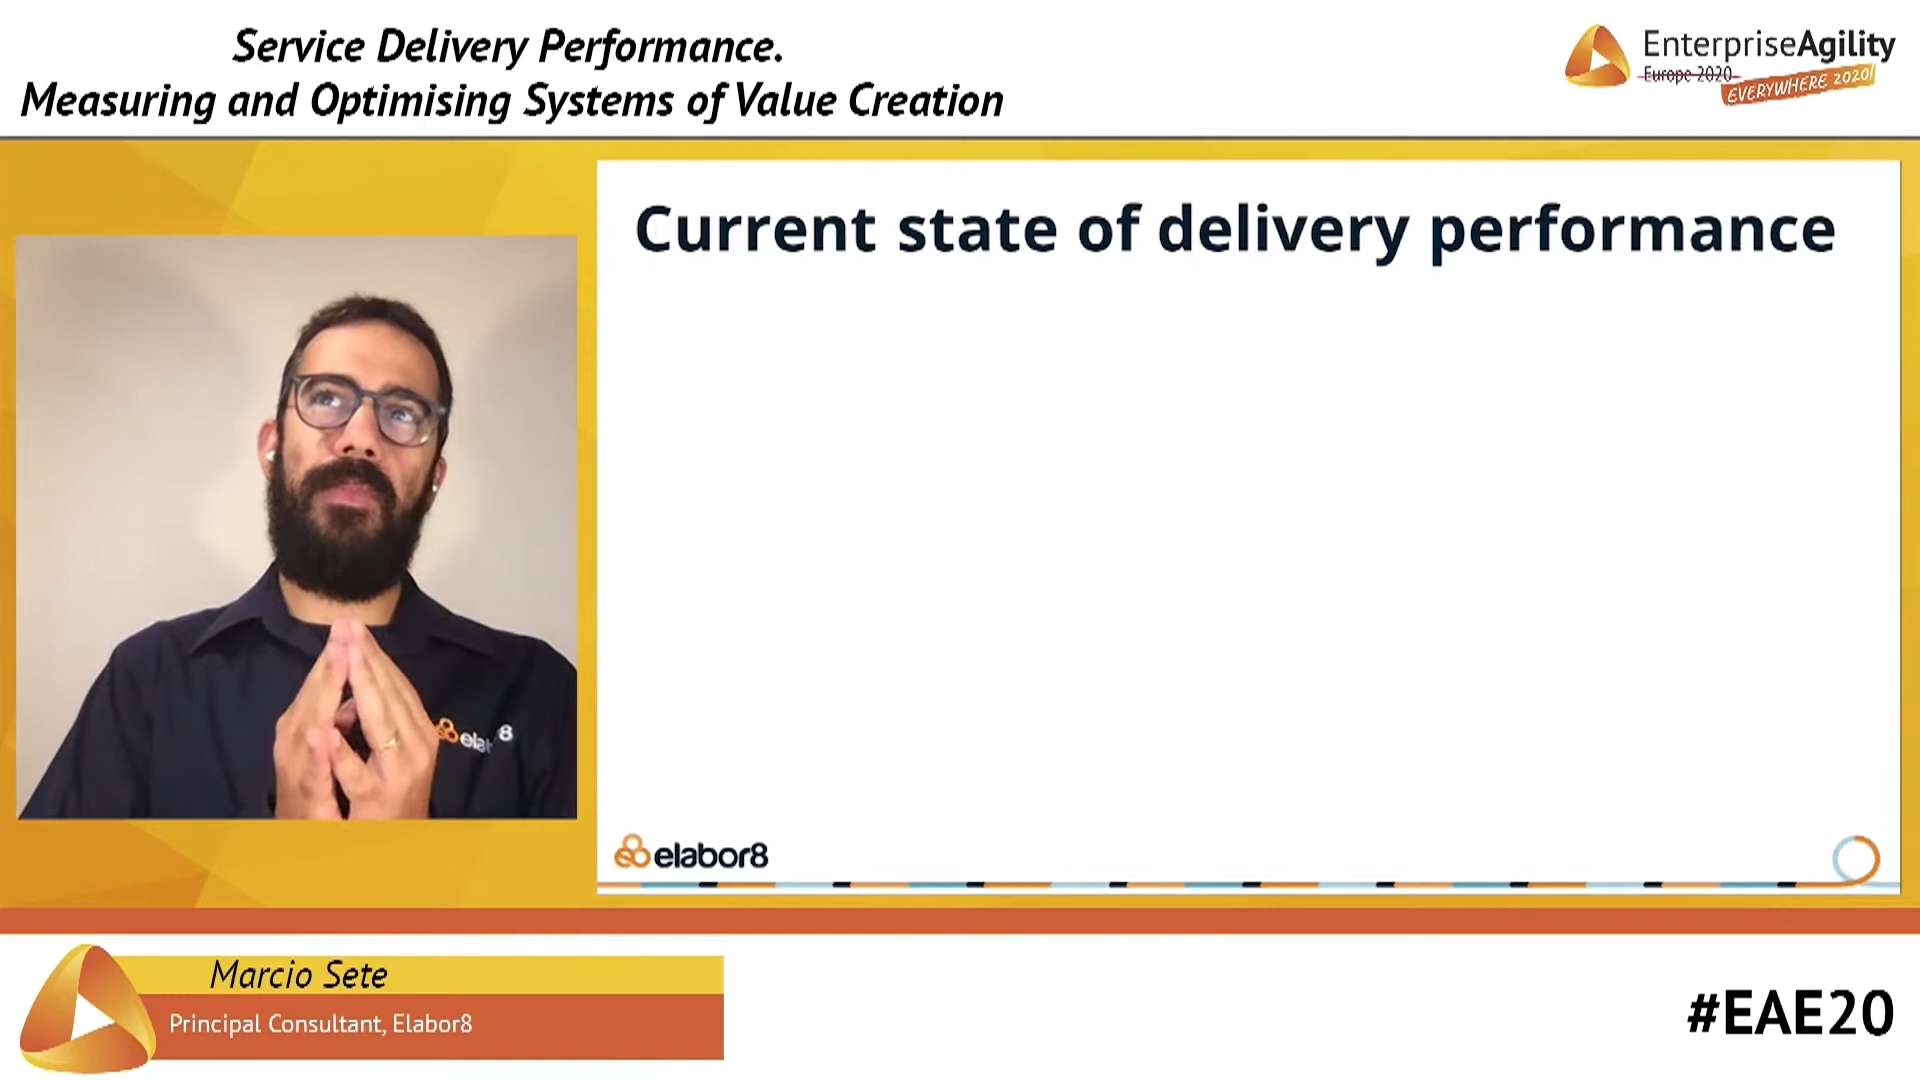 Service Delivery Performance.
Measuring and Optimising Systems of Value Creation
EnterpriseAgility
Europe 2020
EVERYWHERE 2020!
Current state of delivery performance
elabor8
elabor8
Marcio Sete
Principal Consultant, Elabor8
#EAE20